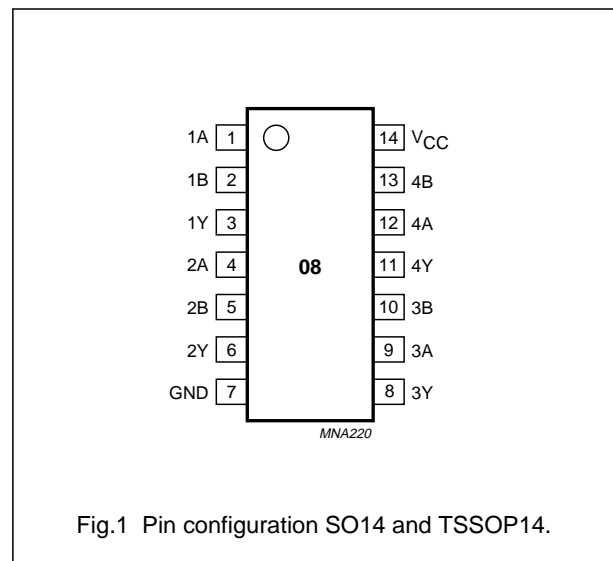 1A 1 14 VCC
1B 2 13 4B
1Y 3 12 4A
2A 4 08 11 4Y
2B 5 10 3B
2Y 6 9 3A
GND 7 8 3Y
MNA220
Fig.1 Pin configuration SO14 and TSSOP14.